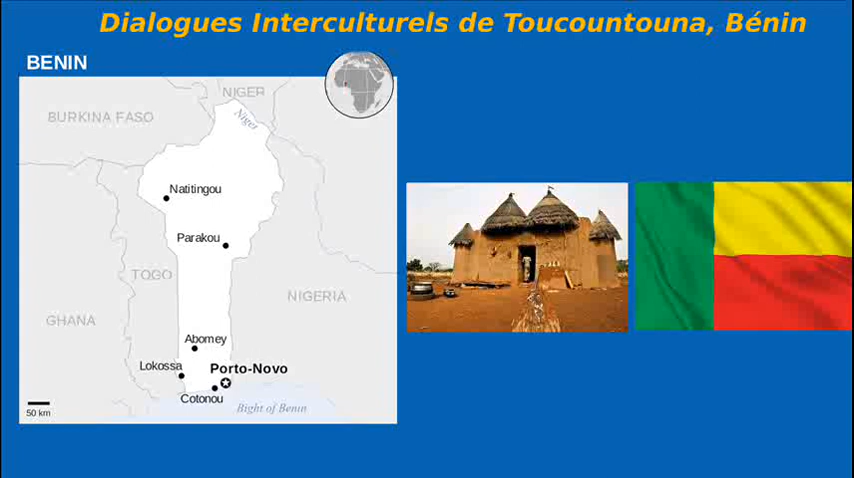 Dialogues Interculturels de Toucountouna, Bénin
BENIN
NIGER
BURKINA FASO
Niger
Natitingou
Parakou
TOGO
NIGERIA
GHANA
Abomey
Lokossa
Porto-Novo
Cotonou
Bight of Benin
50 km